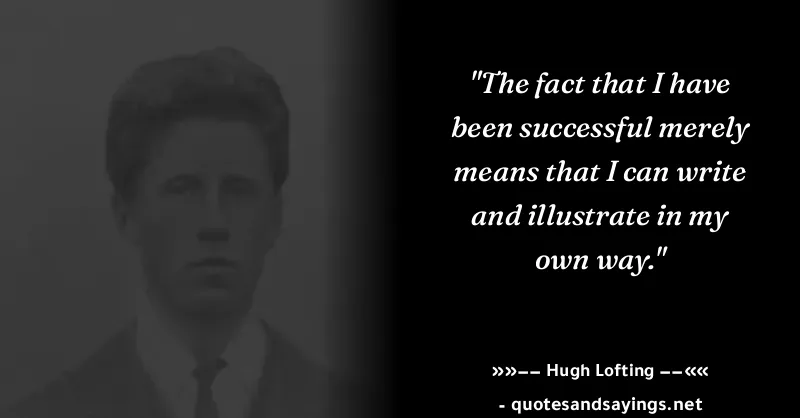 "The fact that I have
been successful merely
means that I can write
and illustrate in my
own way."
»»−− Hugh Lofting −−««
- quotesandsayings.net